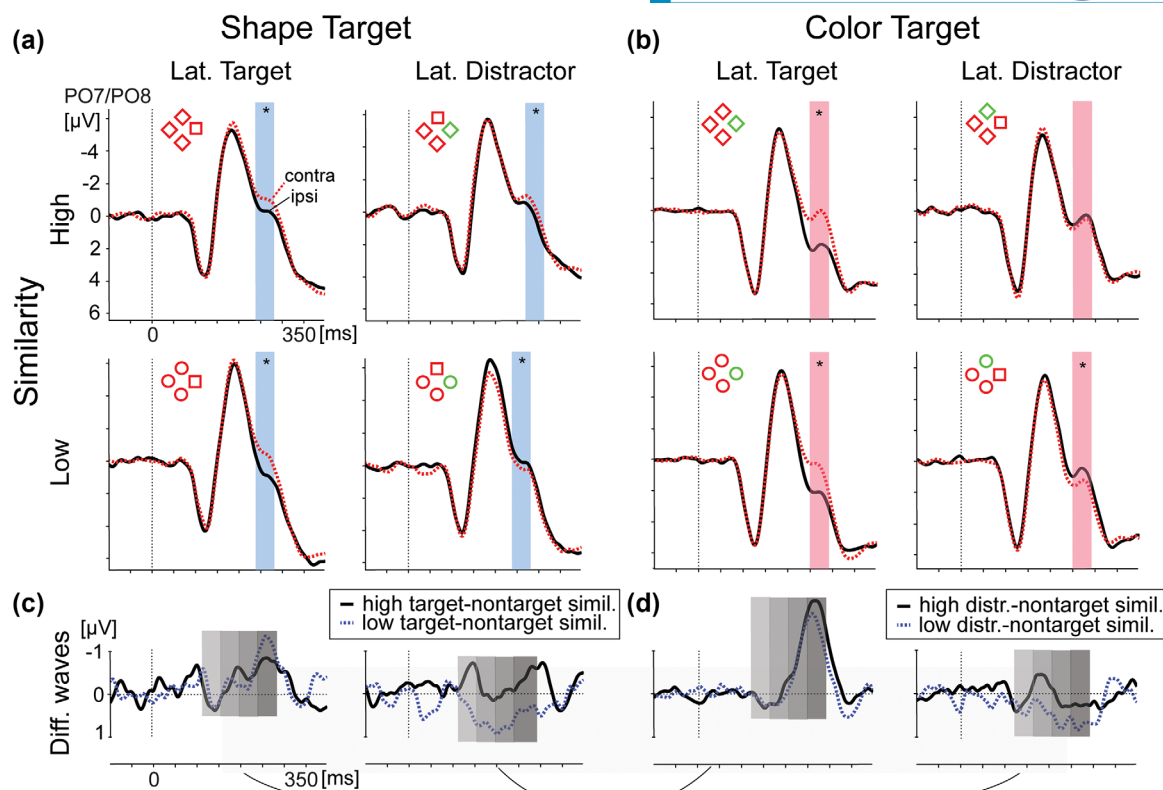 (a) Shape Target
(b) Color Target
Lat. Target Lat. Distractor Lat. Target Lat. Distractor
PO7/PO8
[µV]
* * *
-4
-2
0
2
4
6
contra
ipsi
High
0 350 [ms]
Similarity
* * * *
Low
(c)
high target-nontarget simil.
low target-nontarget simil.
(d)
high distr.-nontarget simil.
low distr.-nontarget simil.
[µV]
-1
0
1
Diff. waves
0 350 [ms]